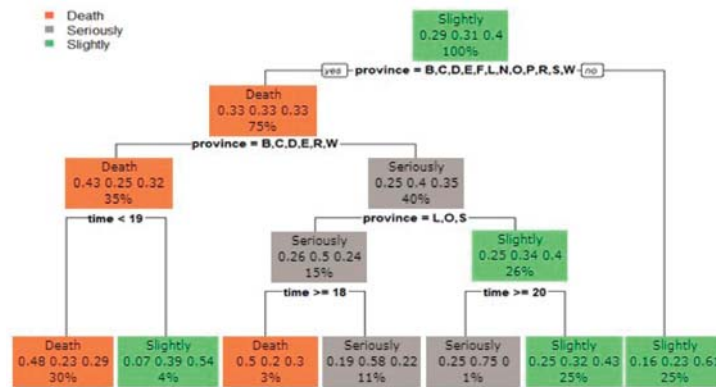 Death
Seriously
Slightly
Slightly
0.29 0.31 0.4
100%
yes province = B,C,D,E,F,L,N,O,P,R,S,W no
Death
0.33 0.33 0.33
75%
province = B,C,D,E,R,W
Death
0.43 0.25 0.32
35%
Seriously
0.25 0.4 0.35
40%
time < 19
province = L,O,S
Seriously
0.26 0.5 0.24
15%
Slightly
0.25 0.34 0.4
26%
time >= 18
time >= 20
Death
0.48 0.23 0.29
30%
Slightly
0.07 0.39 0.54
4%
Death
0.5 0.2 0.3
3%
Seriously
0.19 0.58 0.22
11%
Seriously
0.25 0.75 0
1%
Slightly
0.25 0.32 0.43
25%
Slightly
0.16 0.23 0.61
25%